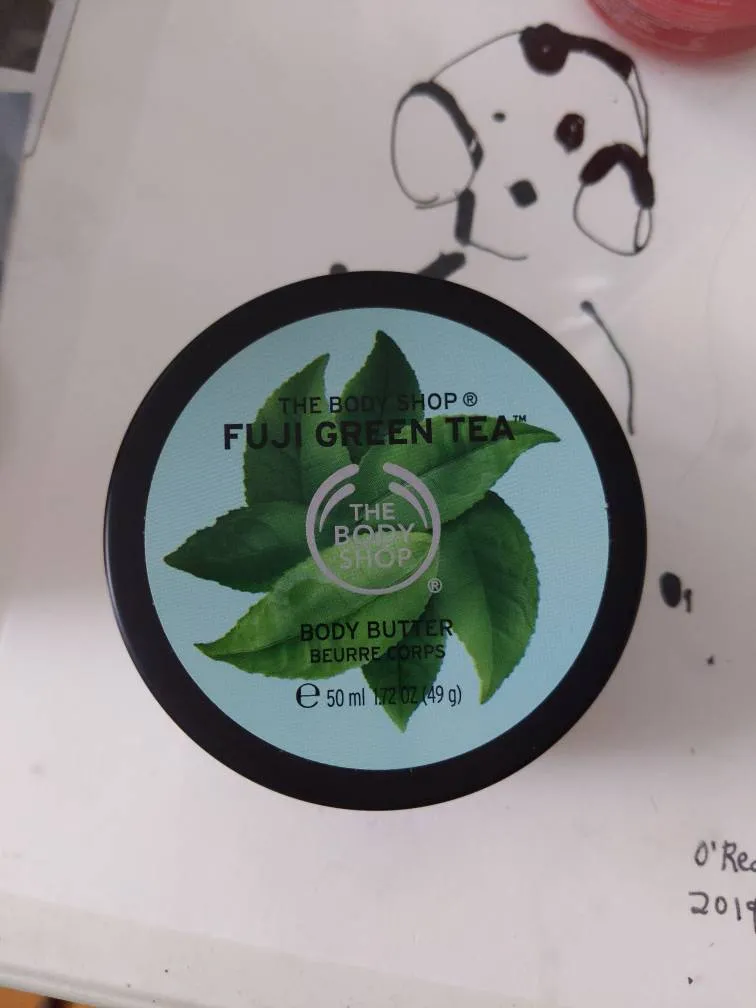 THE BODY SHOP ®
FUJI GREEN TEA™
THE
BODY
SHOP
®
BODY BUTTER
BEURRE CORPS
e 50 ml 1.72 OZ (49 g)
2019